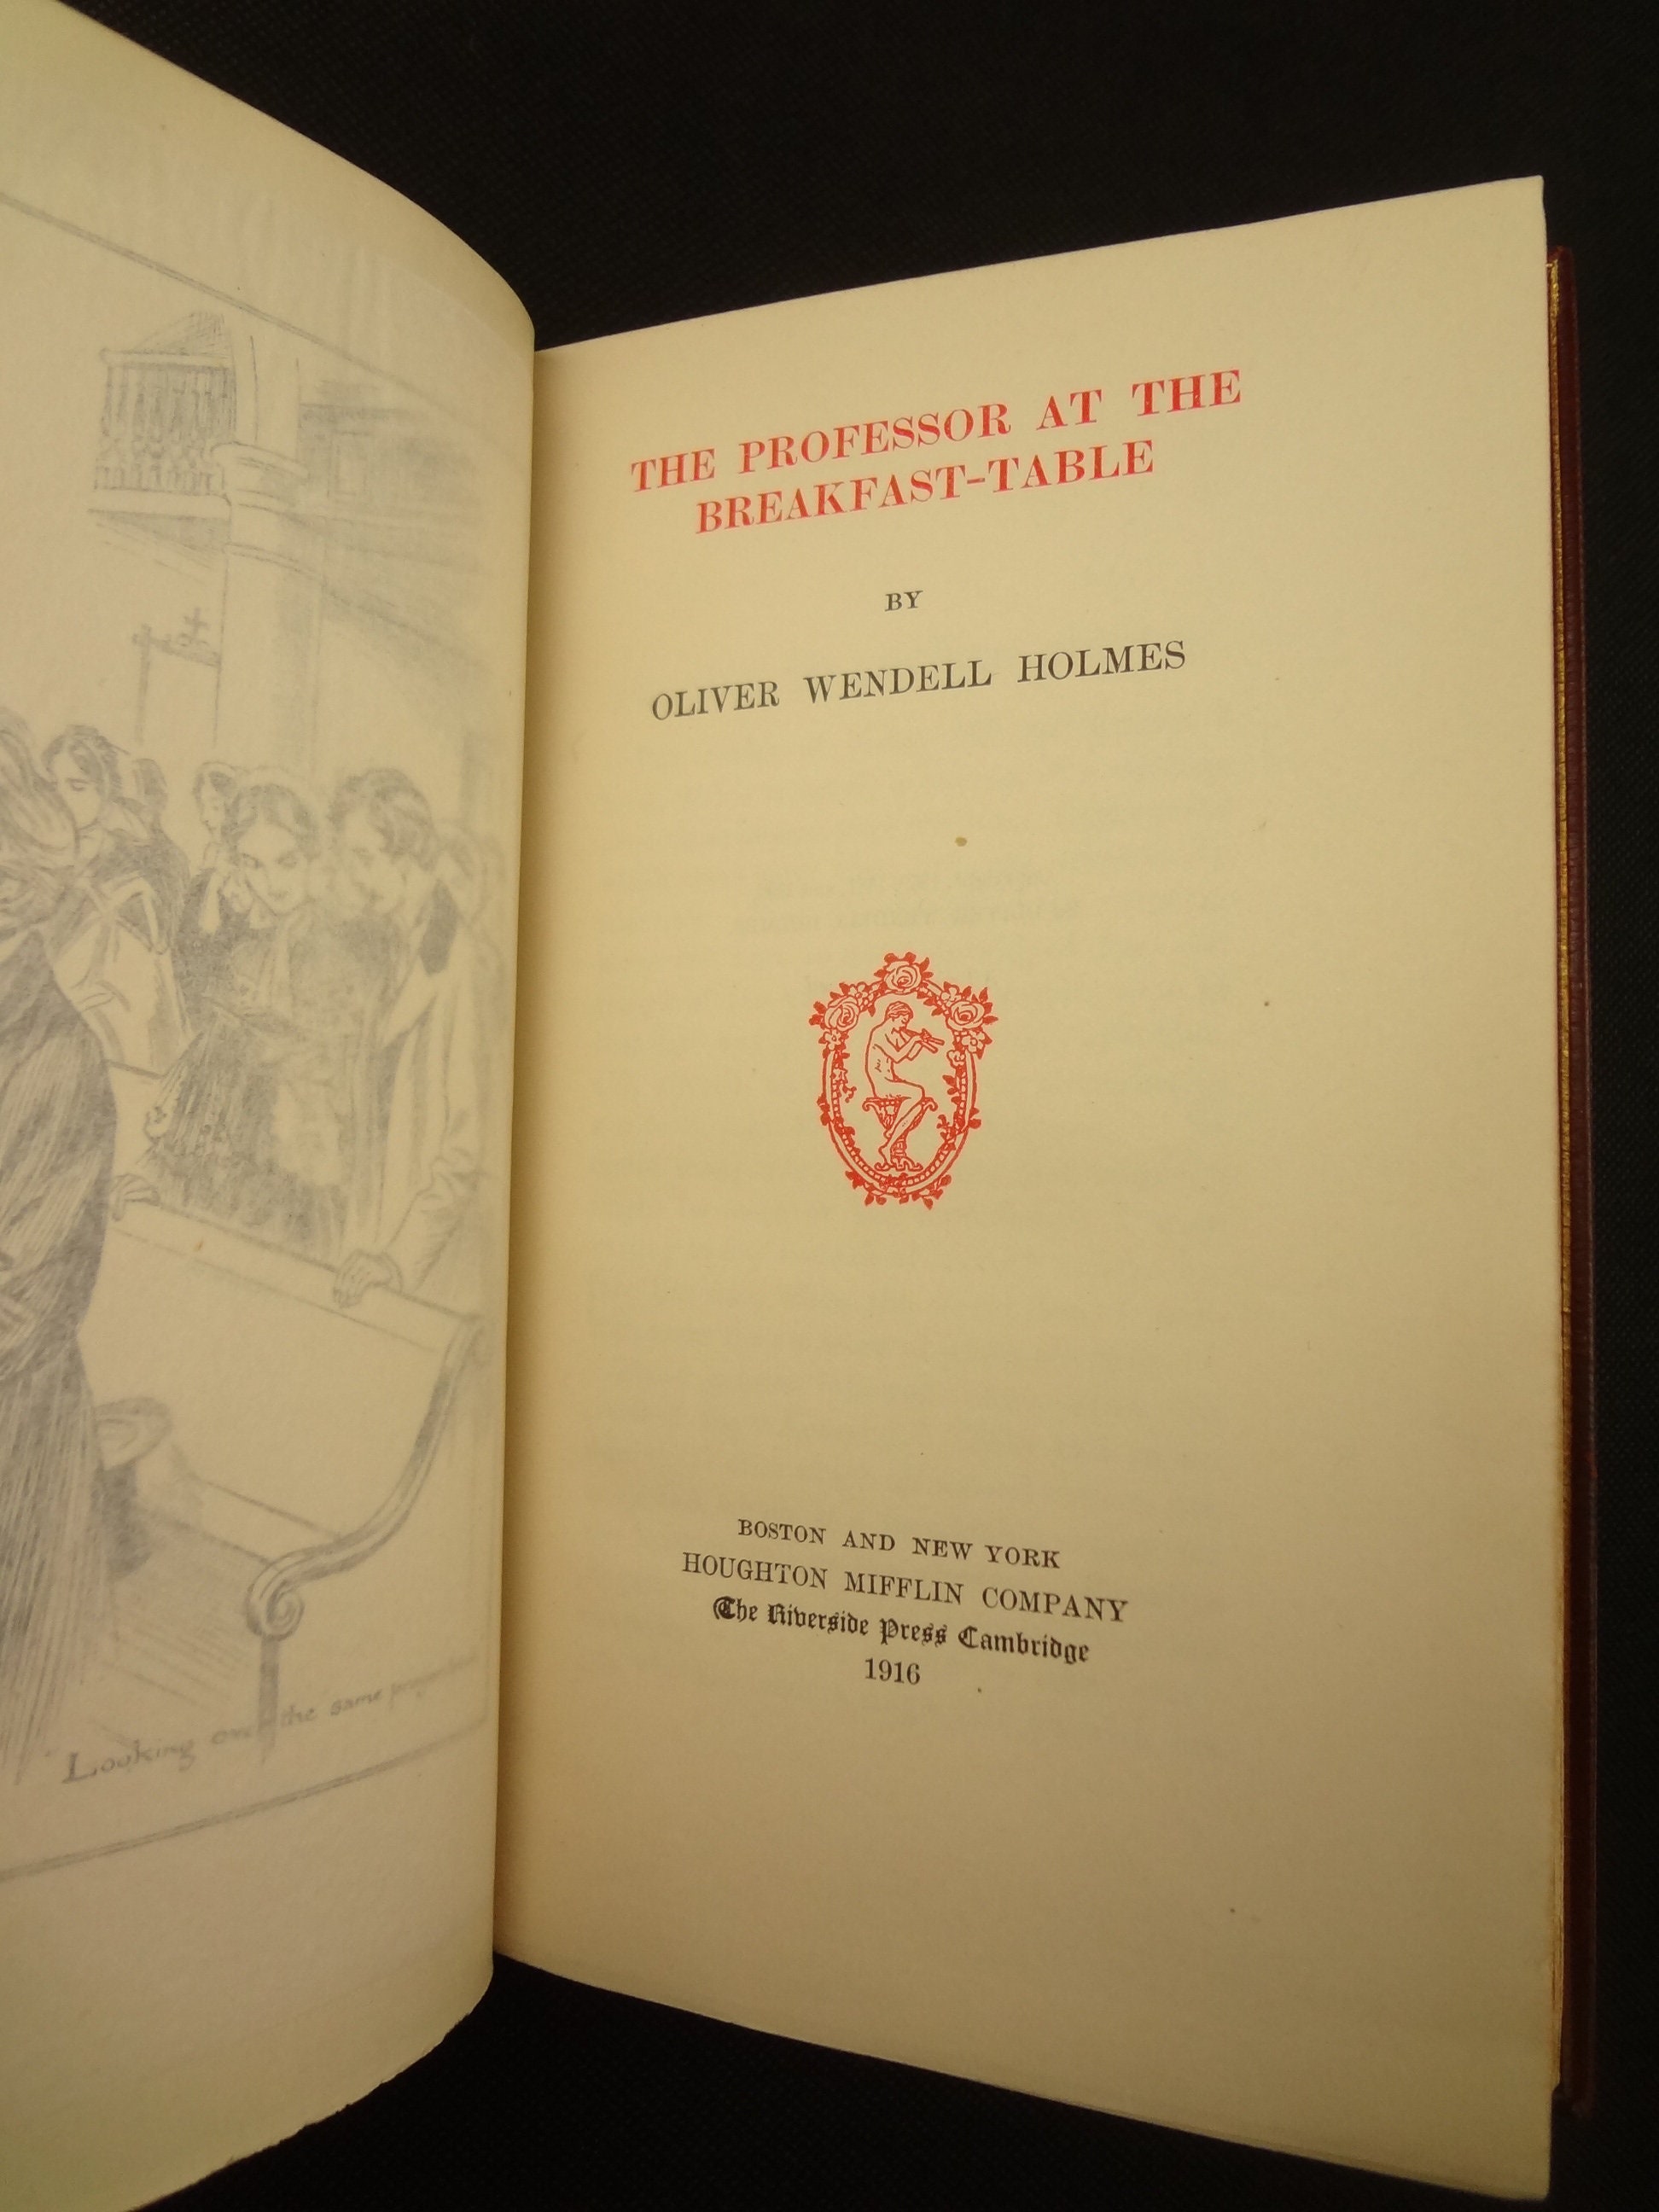 "Looking over the same
THE PROFESSOR AT THE
BREAKFAST-TABLE
BY
OLIVER WENDELL HOLMES
BOSTON AND NEW YORK
HOUGHTON MIFFLIN COMPANY
The Riverside Press Cambridge
1916